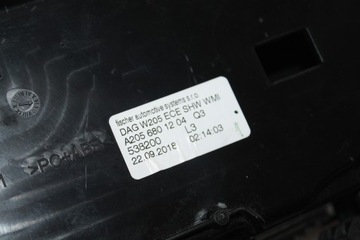 fischer automotive systems s.r.o
DAG W205 ECE SHW WMI
A205 680 12 04 Q3
538200 L3
22.09.2018 02:14:03